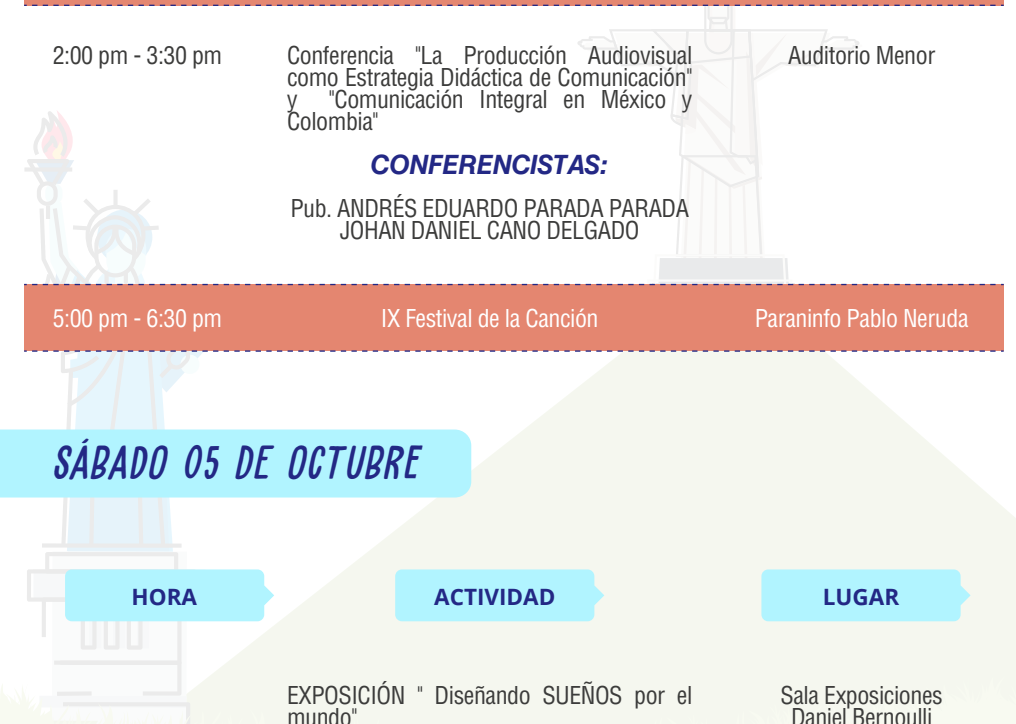 2:00 pm - 3:30 pm
Conferencia "La Producción Audiovisual
como Estrategia Didáctica de Comunicación"
y "Comunicación Integral en México y
Colombia"
Auditorio Menor
CONFERENCISTAS:
Pub. ANDRÉS EDUARDO PARADA PARADA
JOHAN DANIEL CANO DELGADO
5:00 pm - 6:30 pm
IX Festival de la Canción
Paraninfo Pablo Neruda
SÁBADO 05 DE OCTUBRE
HORA
ACTIVIDAD
LUGAR
EXPOSICIÓN " Diseñando SUEÑOS por el
mundo"
Sala Exposiciones
Daniel Bernoulli